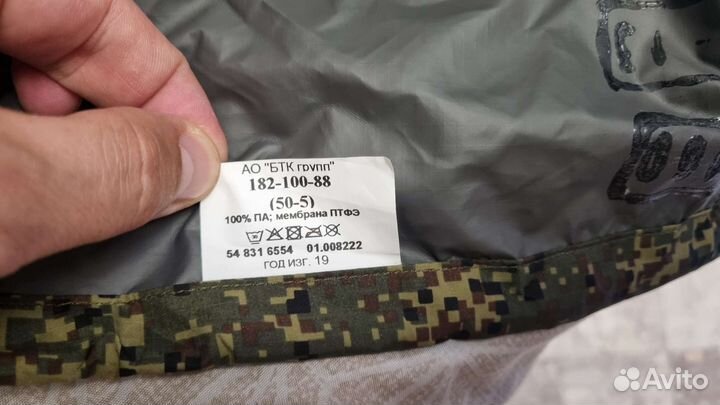 АО "БТК групп"
182-100-88
(50-5)
100% ПА; мембрана ПТФЭ
54 831 6554 01.008222
ГОД ИЗГ. 19
Avito